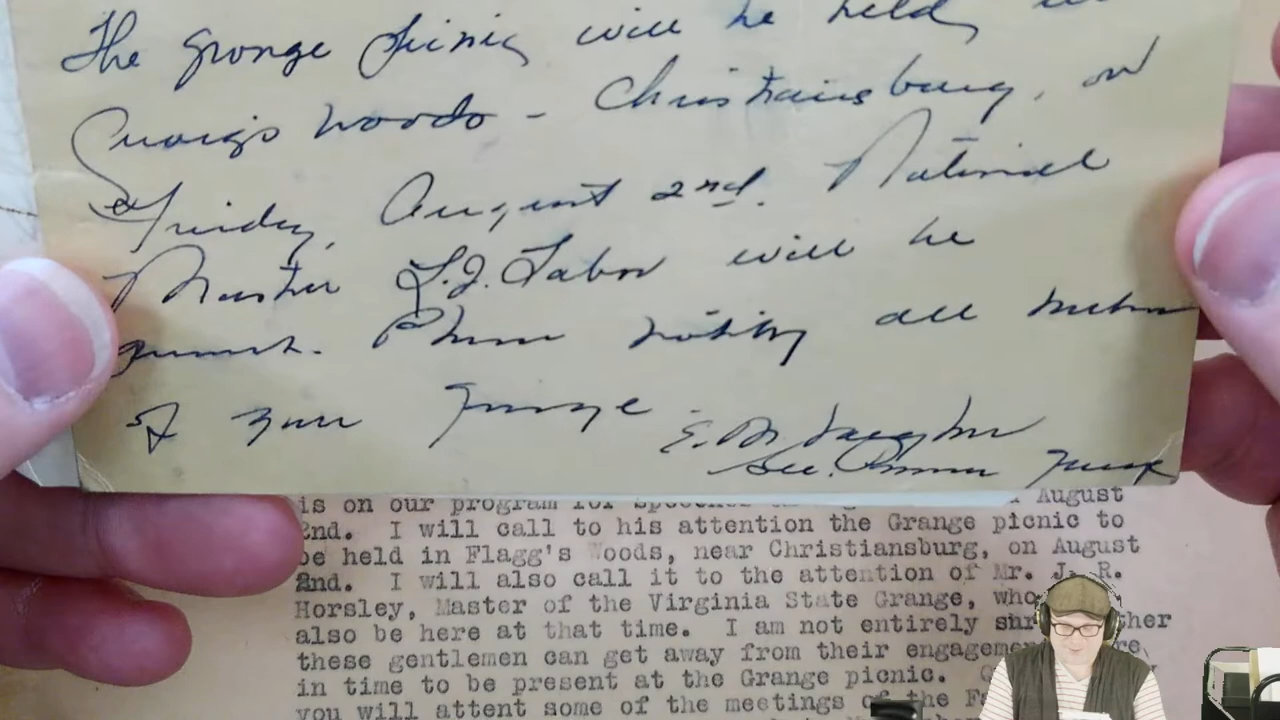 The Grange Picnic will be held in
Craig's Woods - Christiansburg, on
Friday, August 2nd. National
Master L.J. Tabor will be
present. Please notify all members
of your Grange
E. M. Vaughn
Sec. Pomona Grange
is on our program for August
2nd. I will call to his attention the Grange picnic to
be held in Flagg's Woods, near Christiansburg, on August
2nd. I will also call it to the attention of Mr. J. R.
Horsley, Master of the Virginia State Grange, who
also be here at that time. I am not entirely
these gentlemen can get away from their
in time to be present at the Grange picnic.
you will attent some of the meetings of the